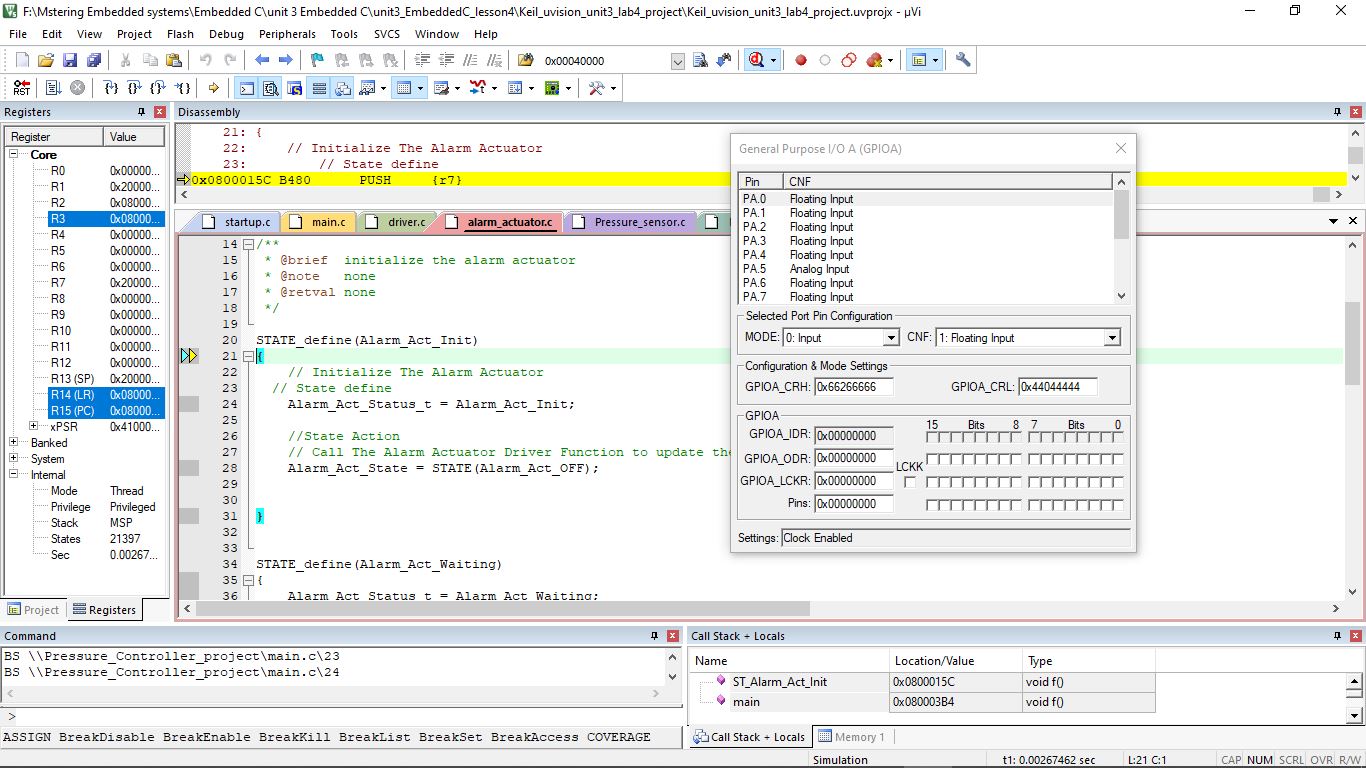 F:\Mstering Embedded systems\Embedded C\unit 3 Embedded C\unit3_EmbeddedC_lesson4\Keil_uvision_unit3_lab4_project\Keil_uvision_unit3_lab4_project.uvprojx - µVi
File Edit View Project Flash Debug Peripherals Tools SVCS Window Help
0x00040000
RST
Registers
Register Value
Core
R0 0x00000...
R1 0x20000...
R2 0x08000...
R3 0x08000...
R4 0x00000...
R5 0x00000...
R6 0x00000...
R7 0x20000...
R8 0x00000...
R9 0x00000...
R10 0x00000...
R11 0x00000...
R12 0x00000...
R13 (SP) 0x20000...
R14 (LR) 0x08000...
R15 (PC) 0x08000...
xPSR 0x41000...
Banked
System
Internal
Mode Thread
Privilege Privileged
Stack MSP
States 21397
Sec 0.00267...
Project Registers
Disassembly
21: {
22: // Initialize The Alarm Actuator
23: // State define
0x0800015C B480 PUSH {r7}
startup.c main.c driver.c alarm_actuator.c Pressure_sensor.c
14 /**
15 * @brief initialize the alarm actuator
16 * @note none
17 * @retval none
18 */
19
20 STATE_define(Alarm_Act_Init)
21 {
22 // Initialize The Alarm Actuator
23 // State define
24 Alarm_Act_Status_t = Alarm_Act_Init;
25
26 //State Action
27 // Call The Alarm Actuator Driver Function to update the
28 Alarm_Act_State = STATE(Alarm_Act_OFF);
29
30
31 }
32
33
34 STATE_define(Alarm_Act_Waiting)
35 {
36 Alarm_Act_Status_t = Alarm_Act_Waiting;
General Purpose I/O A (GPIOA)
Pin CNF
PA.0 Floating Input
PA.1 Floating Input
PA.2 Floating Input
PA.3 Floating Input
PA.4 Floating Input
PA.5 Analog Input
PA.6 Floating Input
PA.7 Floating Input
Selected Port Pin Configuration
MODE: 0: Input CNF: 1: Floating Input
Configuration & Mode Settings
GPIOA_CRH: 0x66266666 GPIOA_CRL: 0x44044444
GPIOA
15 Bits 8 7 Bits 0
GPIOA_IDR: 0x00000000
GPIOA_ODR: 0x00000000
LCKK
GPIOA_LCKR: 0x00000000
Pins: 0x00000000
Settings: Clock Enabled
Command
BS \\Pressure_Controller_project\main.c\23
BS \\Pressure_Controller_project\main.c\24
>
ASSIGN BreakDisable BreakEnable BreakKill BreakList BreakSet BreakAccess COVERAGE
Call Stack + Locals
Name Location/Value Type
ST_Alarm_Act_Init 0x0800015C void f()
main 0x080003B4 void f()
Call Stack + Locals Memory 1
Simulation t1: 0.00267462 sec L:21 C:1 CAP NUM SCRL OVR R/W